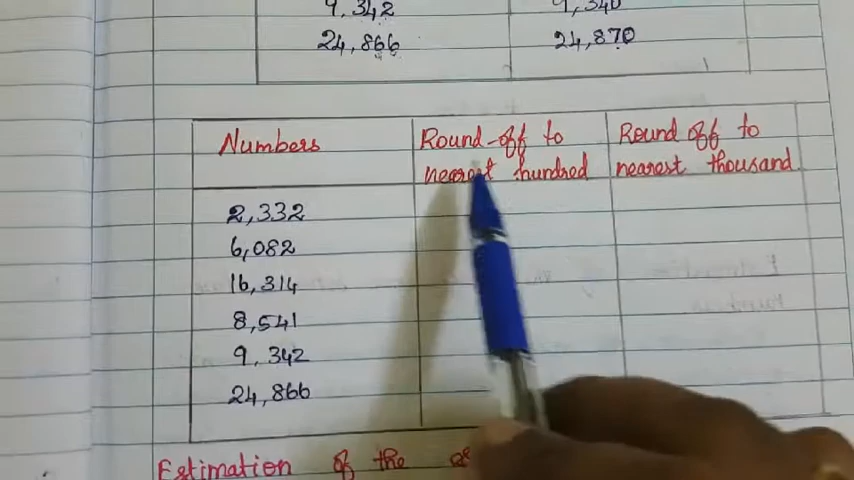 9,342 9,340
24,866 24,870
Numbers Round-off to Round off to
nearest hundred nearest thousand
2,332
6,082
16,314
8,541
9,342
24,866
Estimation of the